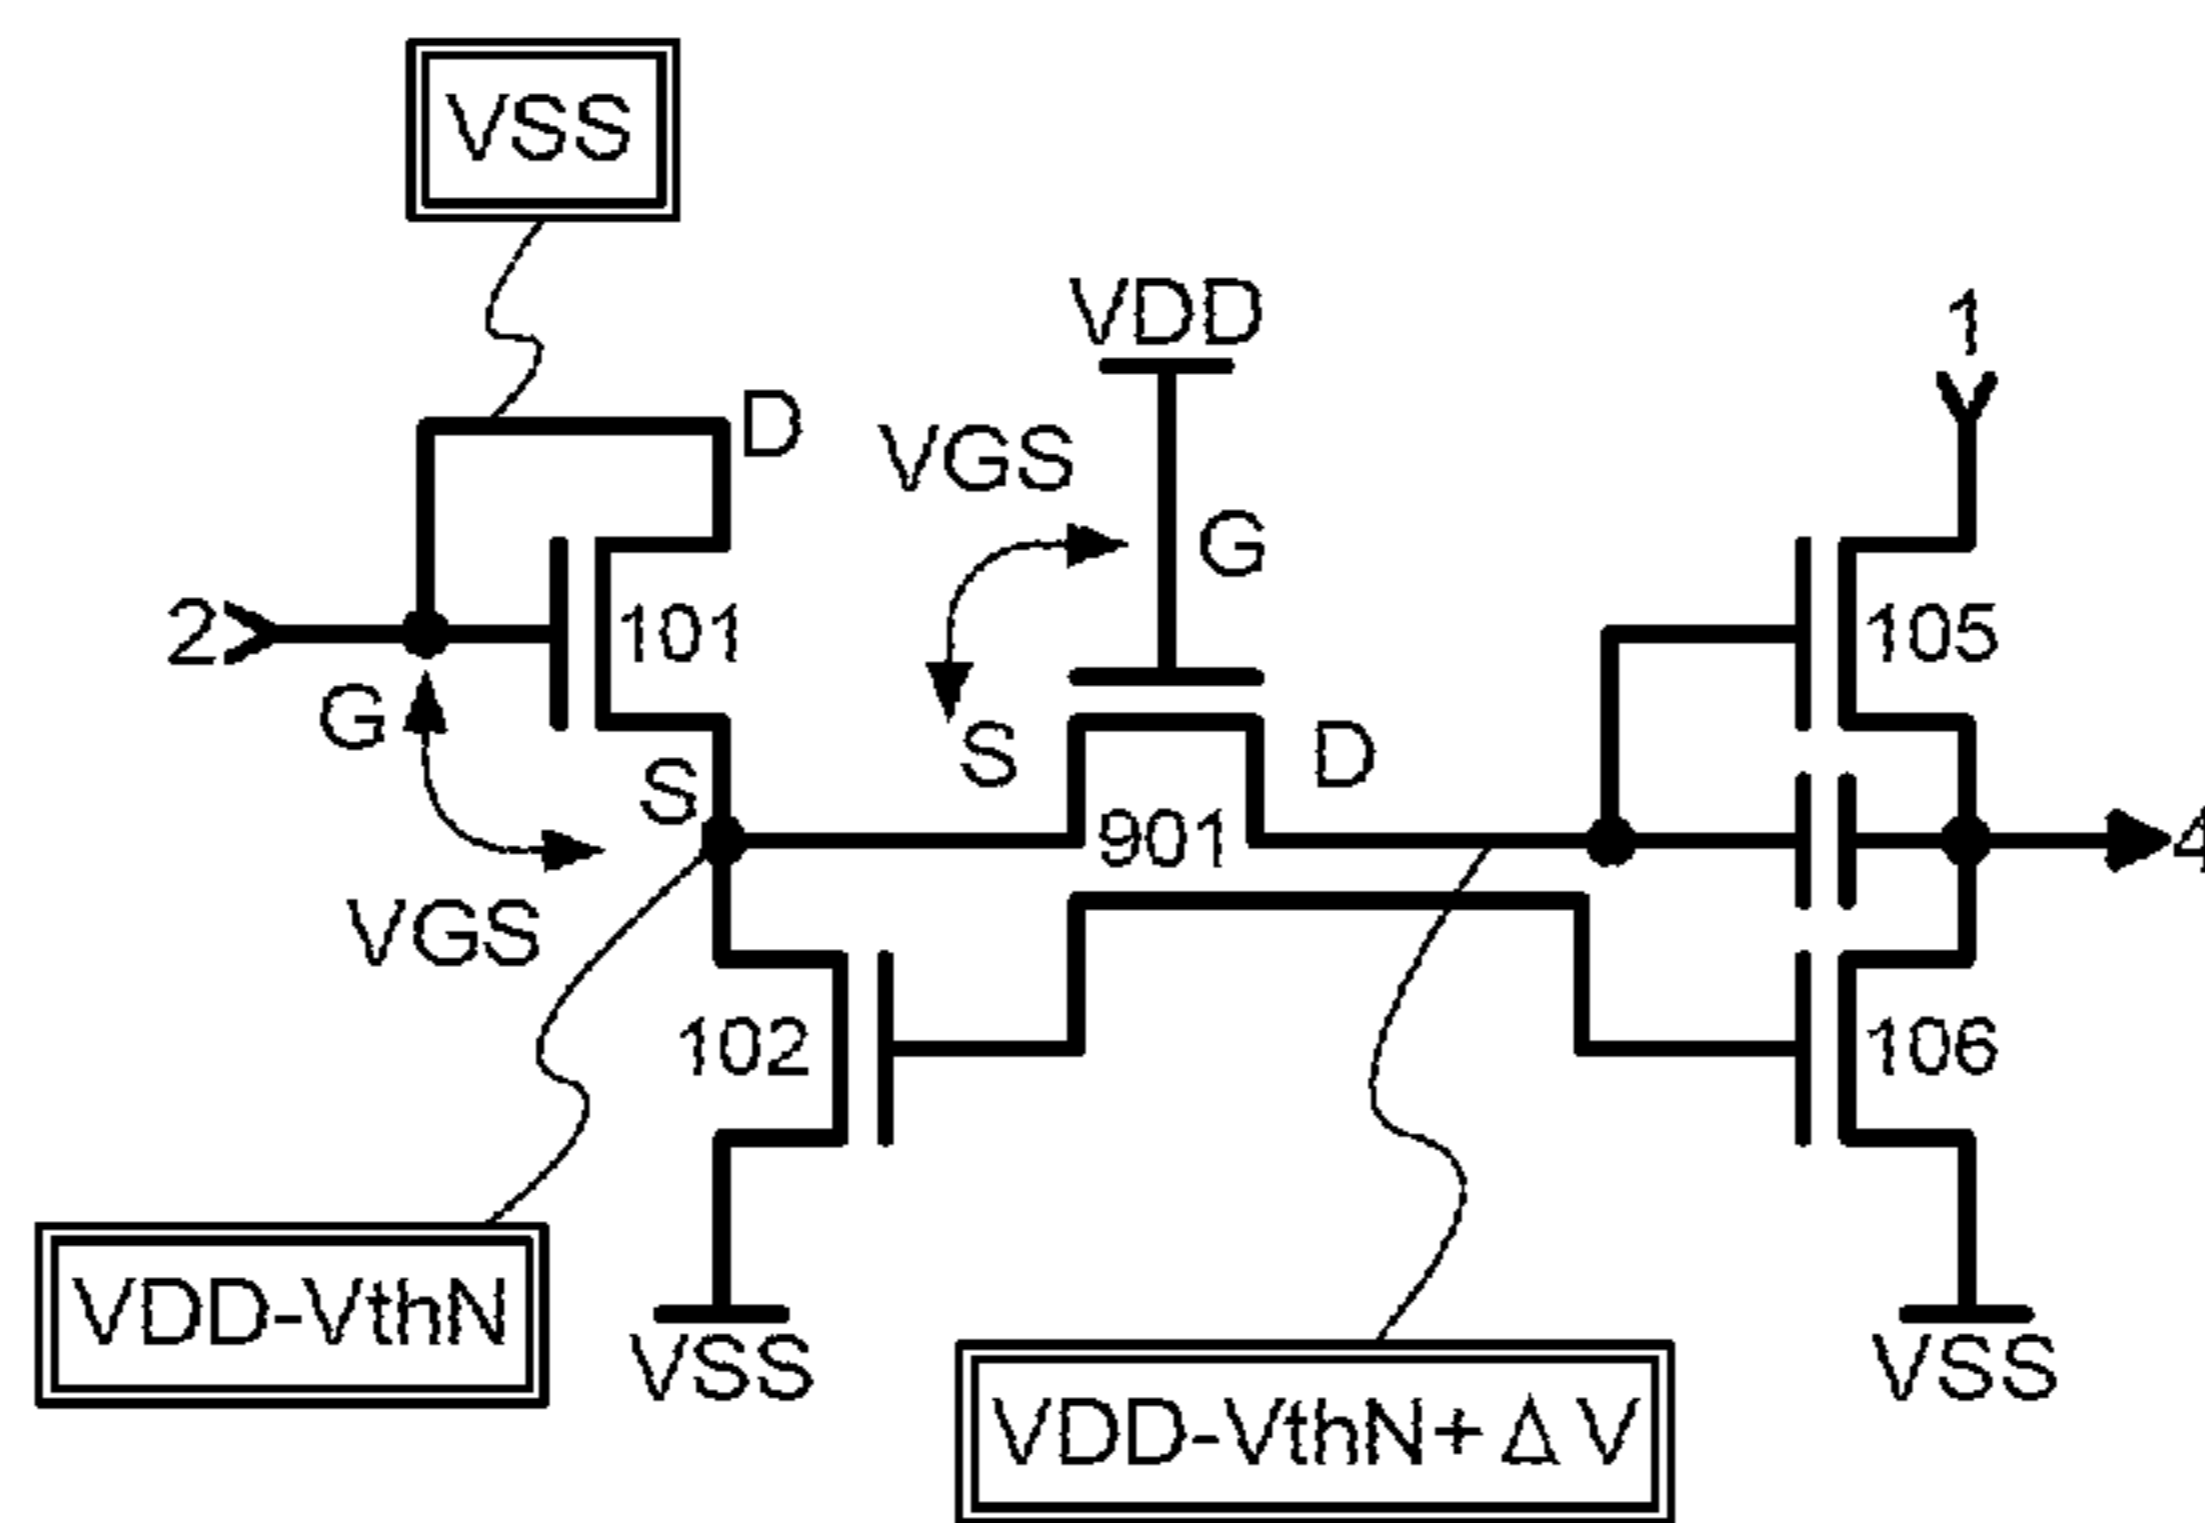 VSS
VDD
1
D
VGS
G
2
101
105
G
S
D
S
901
4
VGS
102
106
VDD-VthN
VSS
VSS
VDD-VthN+ΔV